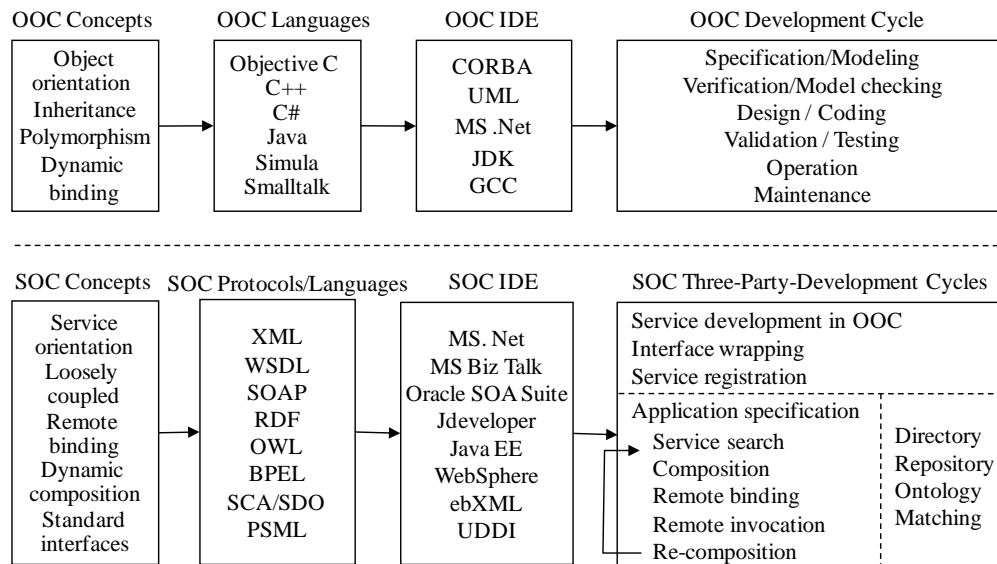 OOC Concepts
Object
orientation
Inheritance
Polymorphism
Dynamic
binding
OOC Languages
Objective C
C++
C#
Java
Simula
Smalltalk
OOC IDE
CORBA
UML
MS .Net
JDK
GCC
OOC Development Cycle
Specification/Modeling
Verification/Model checking
Design / Coding
Validation / Testing
Operation
Maintenance
SOC Concepts
Service
orientation
Loosely
coupled
Remote
binding
Dynamic
composition
Standard
interfaces
SOC Protocols/Languages
XML
WSDL
SOAP
RDF
OWL
BPEL
SCA/SDO
PSML
SOC IDE
MS. Net
MS Biz Talk
Oracle SOA Suite
Jdeveloper
Java EE
WebSphere
ebXML
UDDI
SOC Three-Party-Development Cycles
Service development in OOC
Interface wrapping
Service registration
Application specification
Service search
Composition
Remote binding
Remote invocation
Re-composition
Directory
Repository
Ontology
Matching